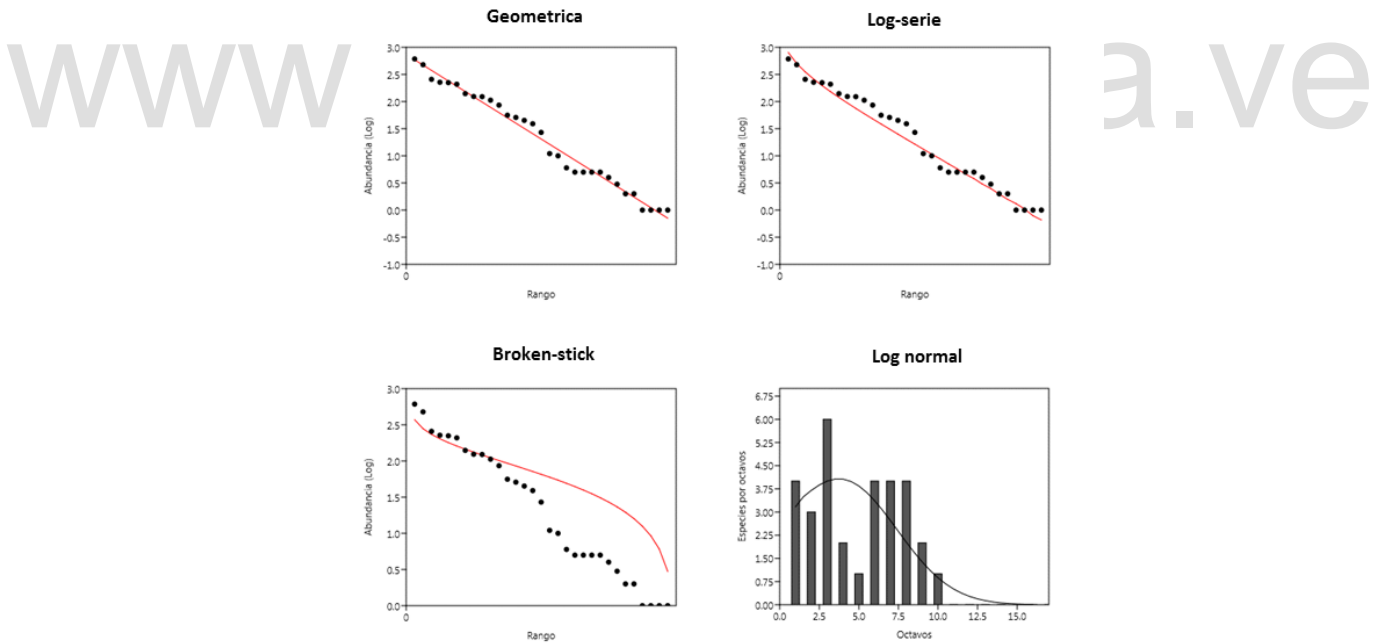 www
a.ve
Geometrica
Abundancia (Log)
3.0
2.5
2.0
1.5
1.0
0.5
0.0
-0.5
-1.0
0
Rango
Log-serie
Abundancia (Log)
3.0
2.5
2.0
1.5
1.0
0.5
0.0
-0.5
-1.0
0
Rango
Broken-stick
Abundancia (Log)
3.0
2.5
2.0
1.5
1.0
0.5
0.0
0
Rango
Log normal
Especies por octavos
6.75
6.00
5.25
4.50
3.75
3.00
2.25
1.50
0.75
0.00
0.0 2.5 5.0 7.5 10.0 12.5 15.0
Octavos